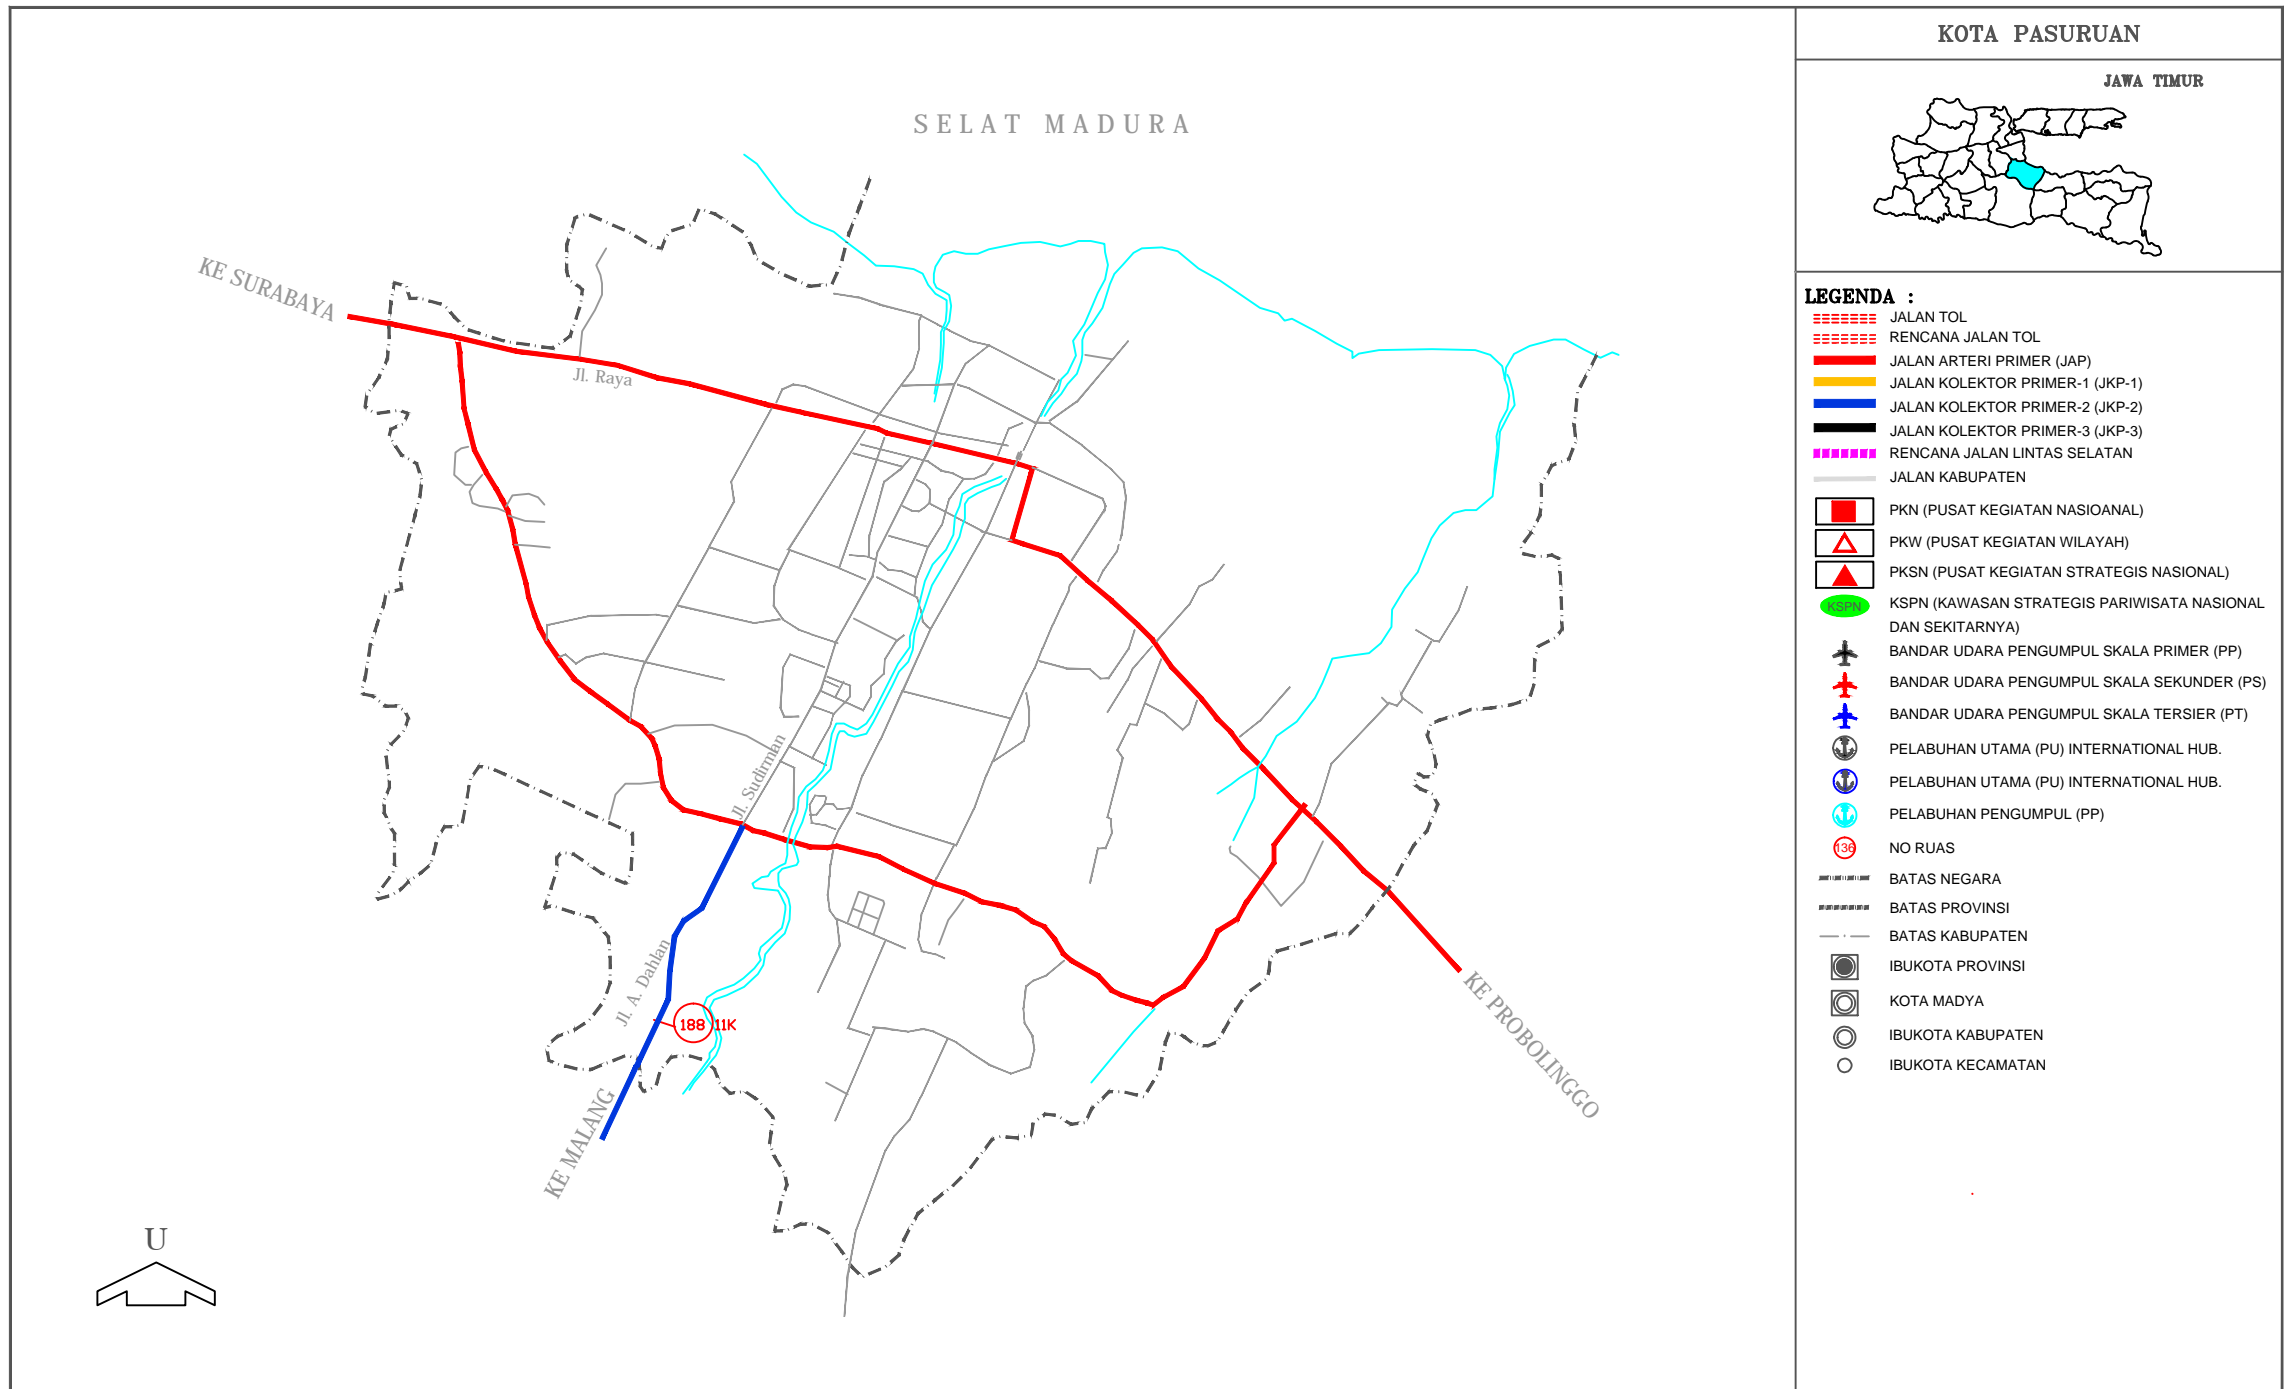 KOTA PASURUAN
JAWA TIMUR
SELAT MADURA
KE SURABAYA
Jl. Raya
Jl. Sudirman
Jl. A. Dahlan
188 11K
KE MALANG
KE PROBOLINGGO
U
LEGENDA :
JALAN TOL
RENCANA JALAN TOL
JALAN ARTERI PRIMER (JAP)
JALAN KOLEKTOR PRIMER-1 (JKP-1)
JALAN KOLEKTOR PRIMER-2 (JKP-2)
JALAN KOLEKTOR PRIMER-3 (JKP-3)
RENCANA JALAN LINTAS SELATAN
JALAN KABUPATEN
PKN (PUSAT KEGIATAN NASIOANAL)
PKW (PUSAT KEGIATAN WILAYAH)
PKSN (PUSAT KEGIATAN STRATEGIS NASIONAL)
KSPN KSPN (KAWASAN STRATEGIS PARIWISATA NASIONAL
DAN SEKITARNYA)
BANDAR UDARA PENGUMPUL SKALA PRIMER (PP)
BANDAR UDARA PENGUMPUL SKALA SEKUNDER (PS)
BANDAR UDARA PENGUMPUL SKALA TERSIER (PT)
PELABUHAN UTAMA (PU) INTERNATIONAL HUB.
PELABUHAN UTAMA (PU) INTERNATIONAL HUB.
PELABUHAN PENGUMPUL (PP)
136 NO RUAS
BATAS NEGARA
BATAS PROVINSI
BATAS KABUPATEN
IBUKOTA PROVINSI
KOTA MADYA
IBUKOTA KABUPATEN
IBUKOTA KECAMATAN